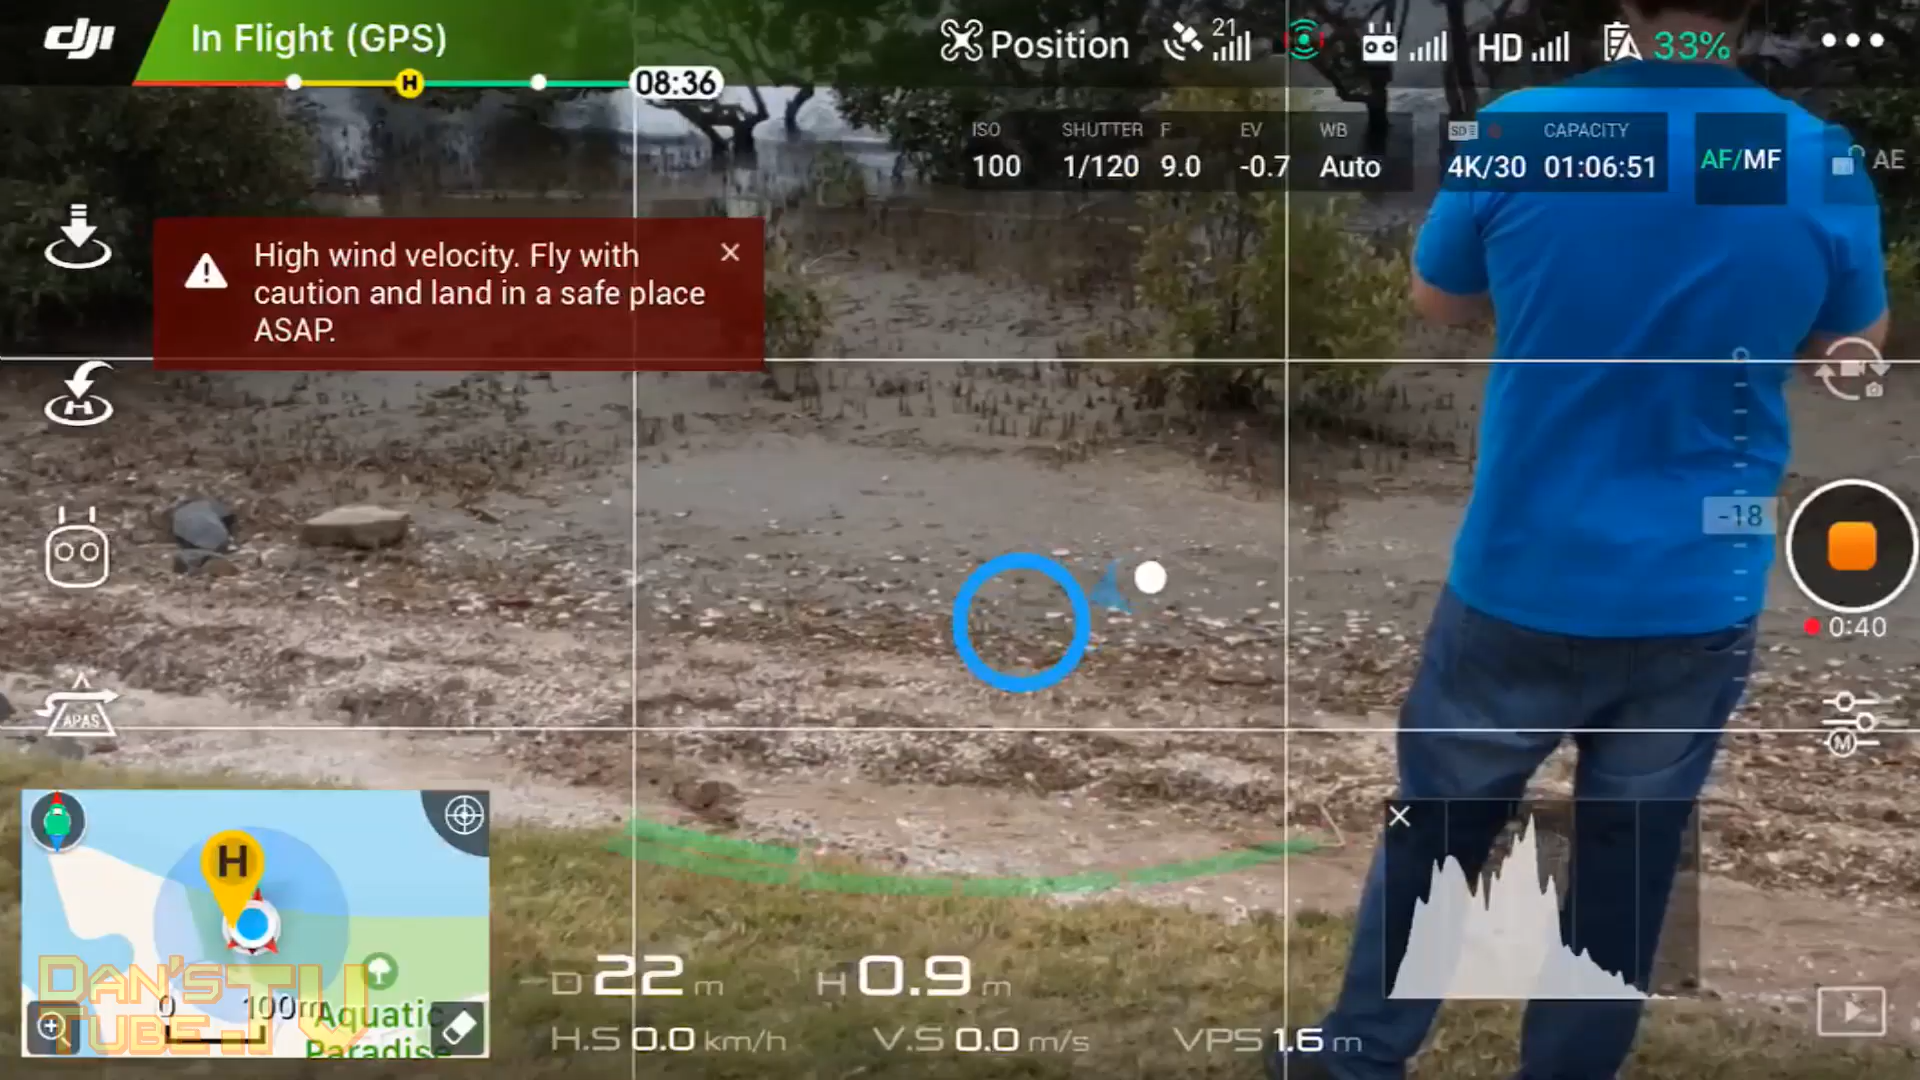 dji
In Flight (GPS)
Position
21
HD
33%
H
08:36
ISO
SHUTTER
F
EV
WB
SD
CAPACITY
100
1/120
9.0
-0.7
Auto
4K/30
01:06:51
AF/MF
AE
High wind velocity. Fly with
caution and land in a safe place
ASAP.
H
-18
0:40
APAS
M
H
DAN'S
TUBE.TV
0
100m
Aquatic
Paradise
D 22 m
H 0.9 m
H.S 0.0 km/h
V.S 0.0 m/s
VPS 1.6 m